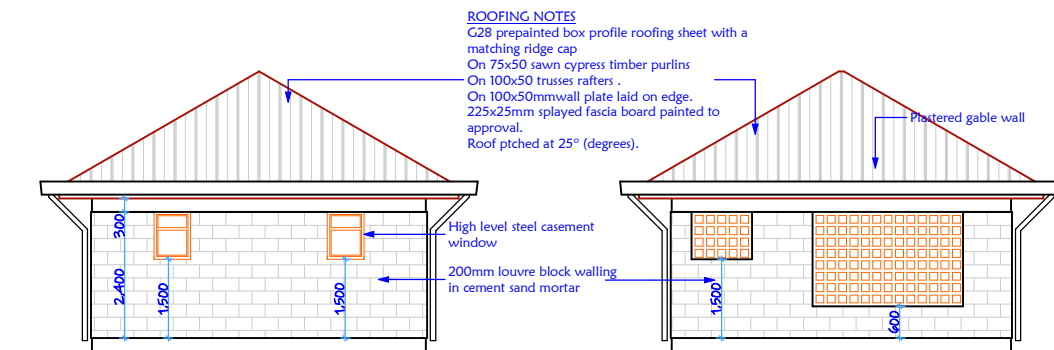 ROOFING NOTES
G28 prepainted box profile roofing sheet with a
matching ridge cap
On 75x50 sawn cypress timber purlins
On 100x50 trusses rafters .
On 100x50mmwall plate laid on edge.
225x25mm splayed fascia board painted to
approval.
Roof ptched at 25° (degrees).
Plastered gable wall
High level steel casement
window
200mm louvre block walling
in cement sand mortar
300
2,400
1,500
1,500
1,500
600